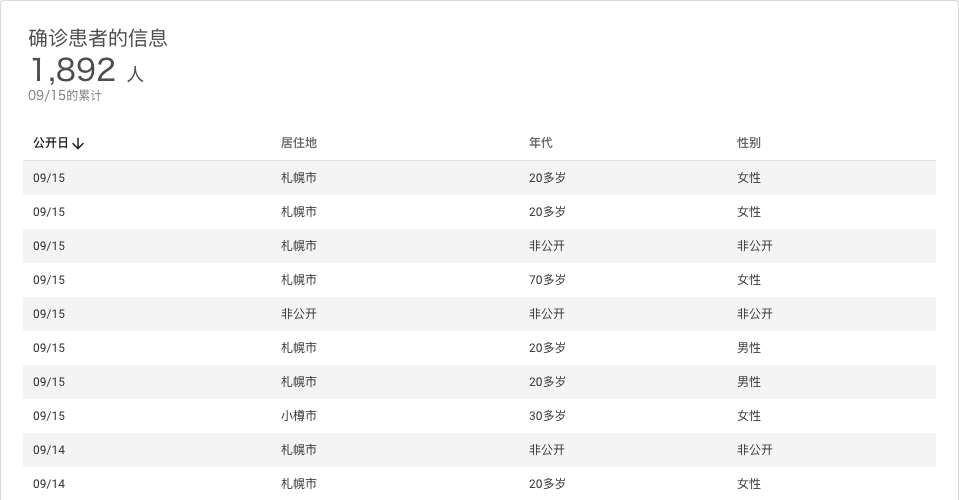 确诊患者的信息
1,892 人
09/15的累计
公开日↓ 居住地 年代 性别
09/15 札幌市 20多岁 女性
09/15 札幌市 20多岁 女性
09/15 札幌市 非公开 非公开
09/15 札幌市 70多岁 女性
09/15 非公开 非公开 非公开
09/15 札幌市 20多岁 男性
09/15 札幌市 20多岁 男性
09/15 小樽市 30多岁 女性
09/14 札幌市 非公开 非公开
09/14 札幌市 20多岁 女性